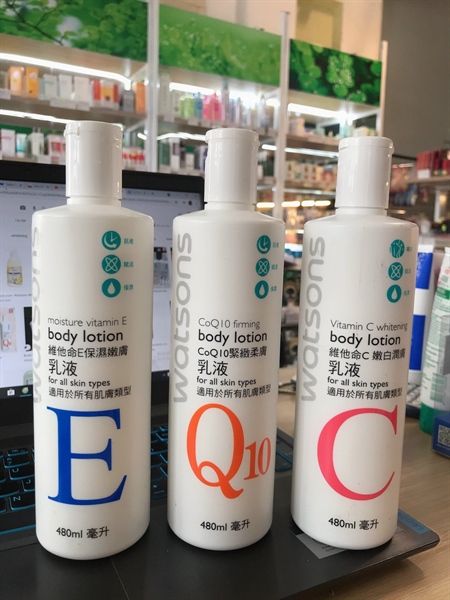 watsons
moisture vitamin E
body lotion
維他命E保濕嫩膚
乳液
for all skin types
適用於所有肌膚類型
E
480ml 毫升
watsons
CoQ10 firming
body lotion
CoQ10緊緻柔膚
乳液
for all skin types
適用於所有肌膚類型
Q10
480ml 毫升
watsons
Vitamin C whitening
body lotion
維他命C 嫩白潤膚
乳液
for all skin types
適用於所有肌膚類型
C
480ml 毫升